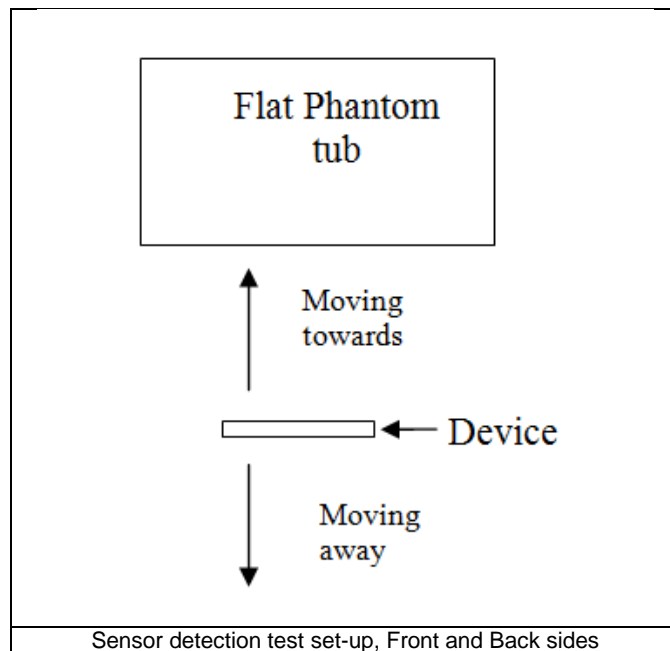 Flat Phantom
tub
Moving
towards
Device
Moving
away
Sensor detection test set-up, Front and Back sides